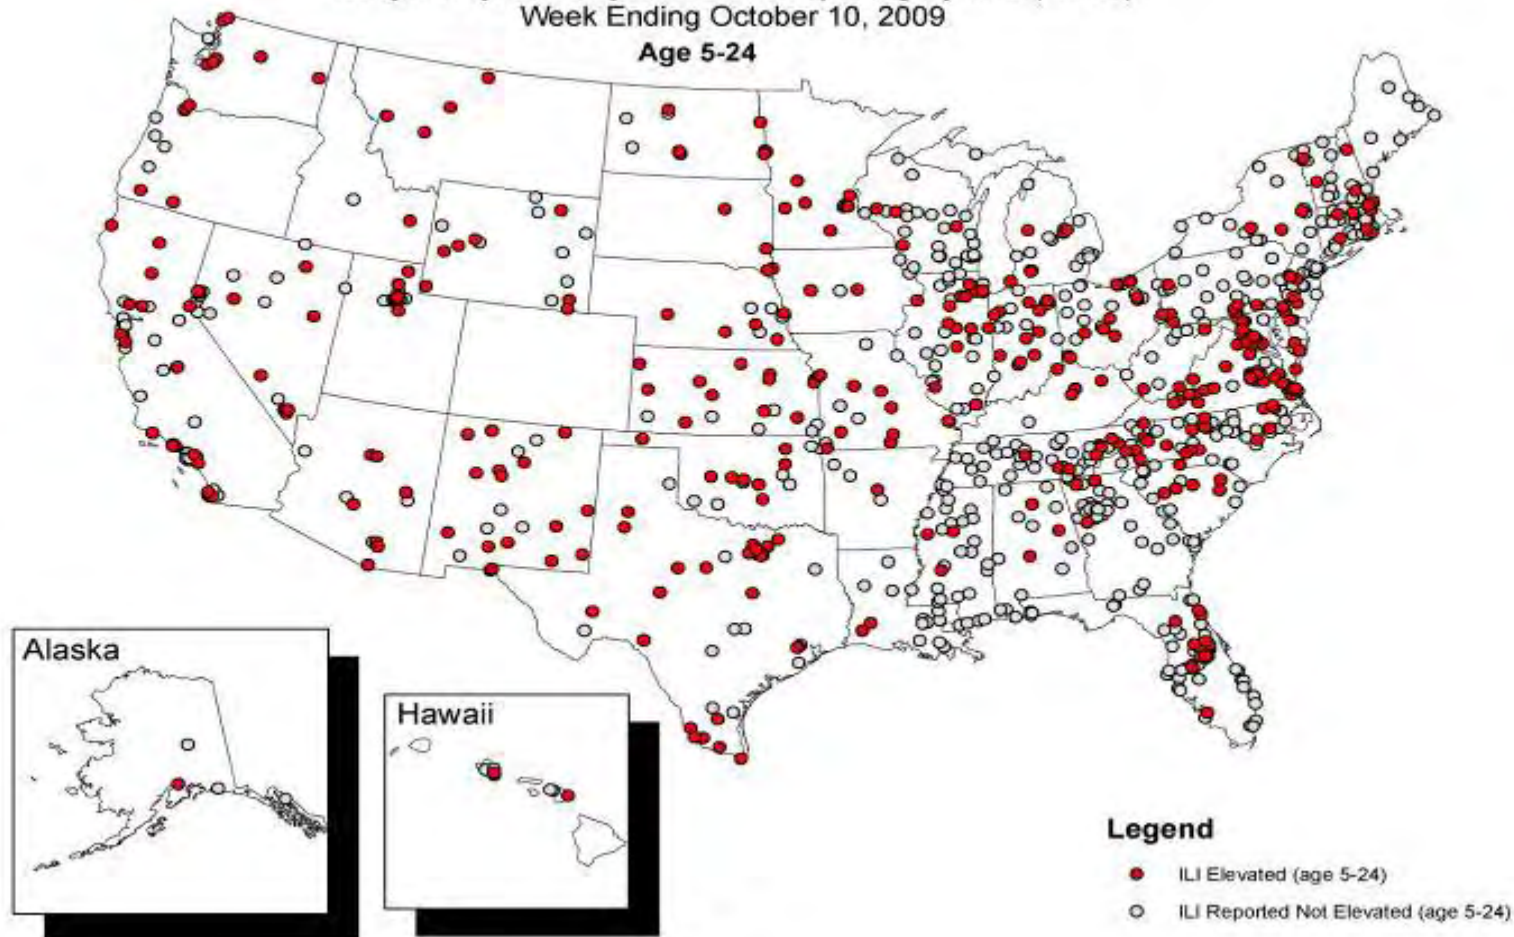 Week Ending October 10, 2009
Age 5-24
Alaska
Hawaii
Legend
ILI Elevated (age 5-24)
ILI Reported Not Elevated (age 5-24)